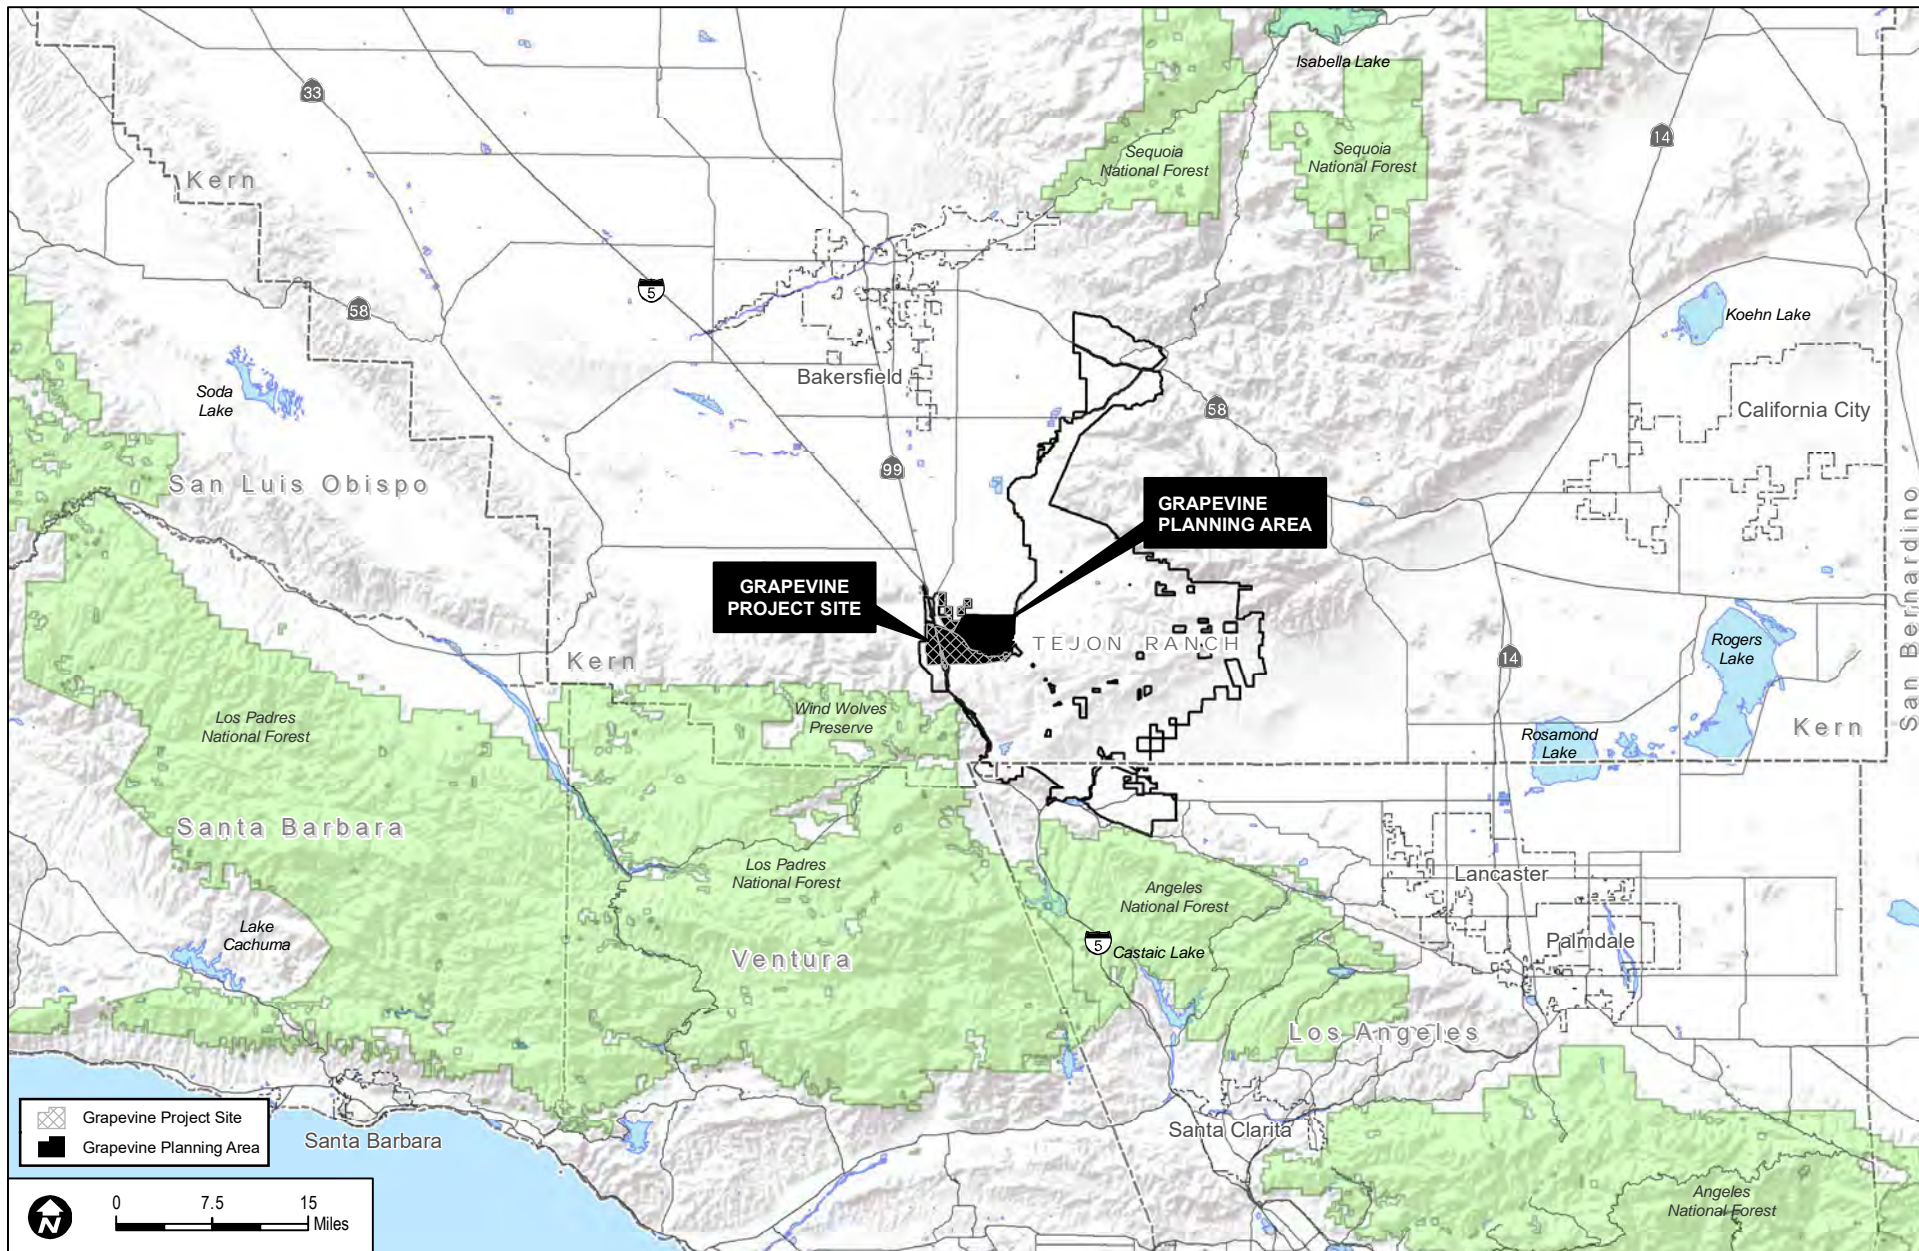 Isabella Lake
33
14
Sequoia
National Forest
Sequoia
National Forest
Kern
5
58
Koehn Lake
Soda
Lake
Bakersfield
58
California City
99
San Luis Obispo
GRAPEVINE
PLANNING AREA
San Bernardino
GRAPEVINE
PROJECT SITE
TEJON RANCH
Rogers
Lake
14
Kern
Los Padres
National Forest
Wind Wolves
Preserve
Rosamond
Lake
Kern
Santa Barbara
Los Padres
National Forest
Lancaster
Angeles
National Forest
Lake
Cachuma
Palmdale
5
Castaic Lake
Ventura
Los Angeles
Grapevine Project Site
Grapevine Planning Area
Santa Barbara
Santa Clarita
N
0 7.5 15
Miles
Angeles
National Forest